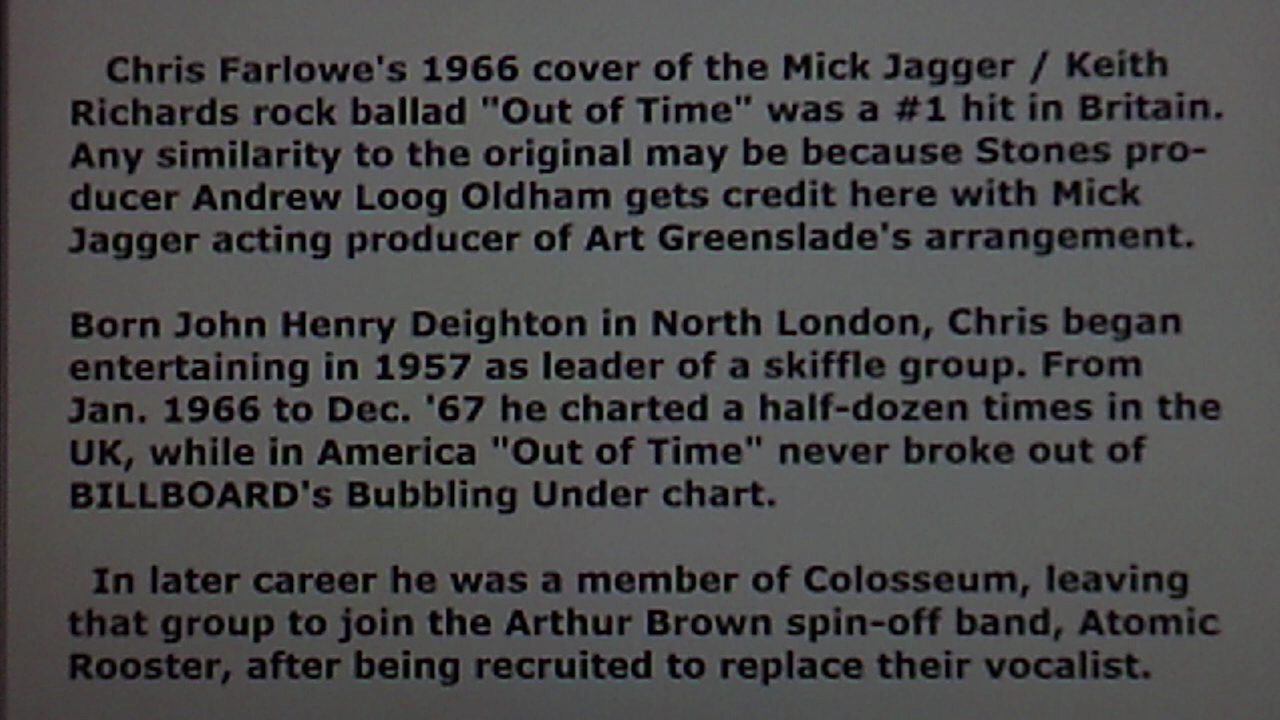 Chris Farlowe's 1966 cover of the Mick Jagger / Keith
Richards rock ballad "Out of Time" was a #1 hit in Britain.
Any similarity to the original may be because Stones pro-
ducer Andrew Loog Oldham gets credit here with Mick
Jagger acting producer of Art Greenslade's arrangement.
Born John Henry Deighton in North London, Chris began
entertaining in 1957 as leader of a skiffle group. From
Jan. 1966 to Dec. '67 he charted a half-dozen times in the
UK, while in America "Out of Time" never broke out of
BILLBOARD's Bubbling Under chart.
In later career he was a member of Colosseum, leaving
that group to join the Arthur Brown spin-off band, Atomic
Rooster, after being recruited to replace their vocalist.